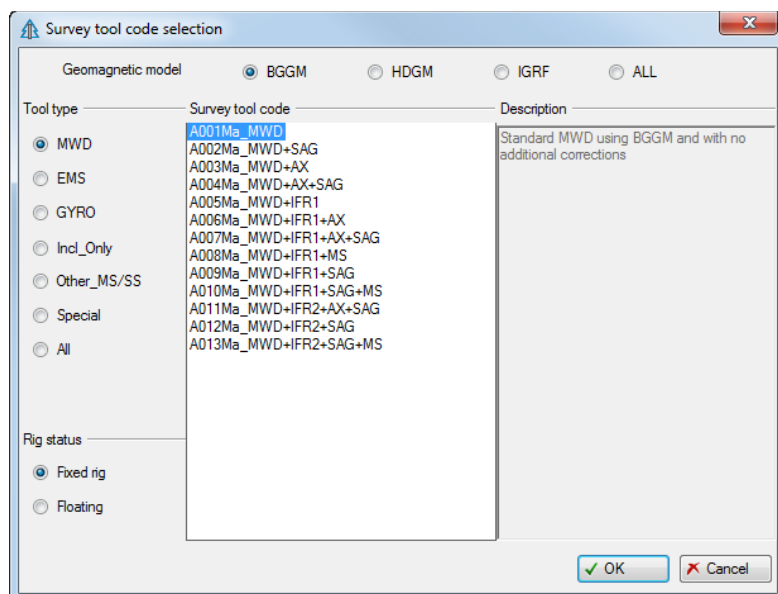 Survey tool code selection
Geomagnetic model BGGM HDGM IGRF ALL
Tool type
MWD
EMS
GYRO
Incl_Only
Other_MS/SS
Special
All
Rig status
Fixed rig
Floating
Survey tool code
A001Ma_MWD
A002Ma_MWD+SAG
A003Ma_MWD+AX
A004Ma_MWD+AX+SAG
A005Ma_MWD+IFR1
A006Ma_MWD+IFR1+AX
A007Ma_MWD+IFR1+AX+SAG
A008Ma_MWD+IFR1+MS
A009Ma_MWD+IFR1+SAG
A010Ma_MWD+IFR1+SAG+MS
A011Ma_MWD+IFR2+AX+SAG
A012Ma_MWD+IFR2+SAG
A013Ma_MWD+IFR2+SAG+MS
Description
Standard MWD using BGGM and with no
additional corrections
OK Cancel